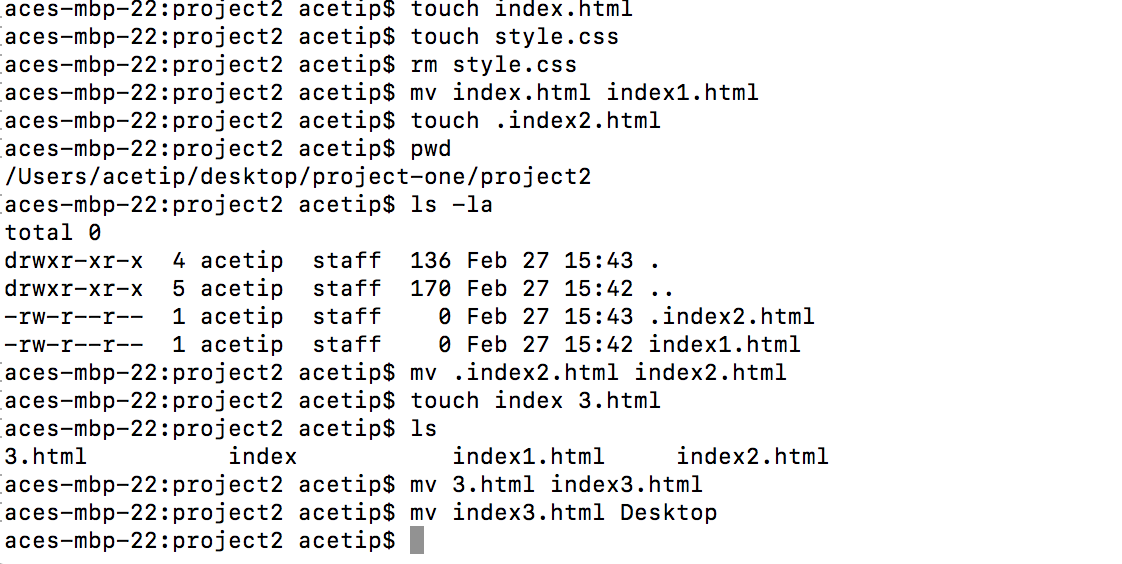 aces-mbp-22:project2 acetip$ touch index.html
aces-mbp-22:project2 acetip$ touch style.css
aces-mbp-22:project2 acetip$ rm style.css
aces-mbp-22:project2 acetip$ mv index.html index1.html
aces-mbp-22:project2 acetip$ touch .index2.html
aces-mbp-22:project2 acetip$ pwd
/Users/acetip/desktop/project-one/project2
aces-mbp-22:project2 acetip$ ls -la
total 0
drwxr-xr-x  4 acetip  staff  136 Feb 27 15:43 .
drwxr-xr-x  5 acetip  staff  170 Feb 27 15:42 ..
-rw-r--r--  1 acetip  staff    0 Feb 27 15:43 .index2.html
-rw-r--r--  1 acetip  staff    0 Feb 27 15:42 index1.html
aces-mbp-22:project2 acetip$ mv .index2.html index2.html
aces-mbp-22:project2 acetip$ touch index 3.html
aces-mbp-22:project2 acetip$ ls
3.html          index           index1.html     index2.html
aces-mbp-22:project2 acetip$ mv 3.html index3.html
aces-mbp-22:project2 acetip$ mv index3.html Desktop
aces-mbp-22:project2 acetip$